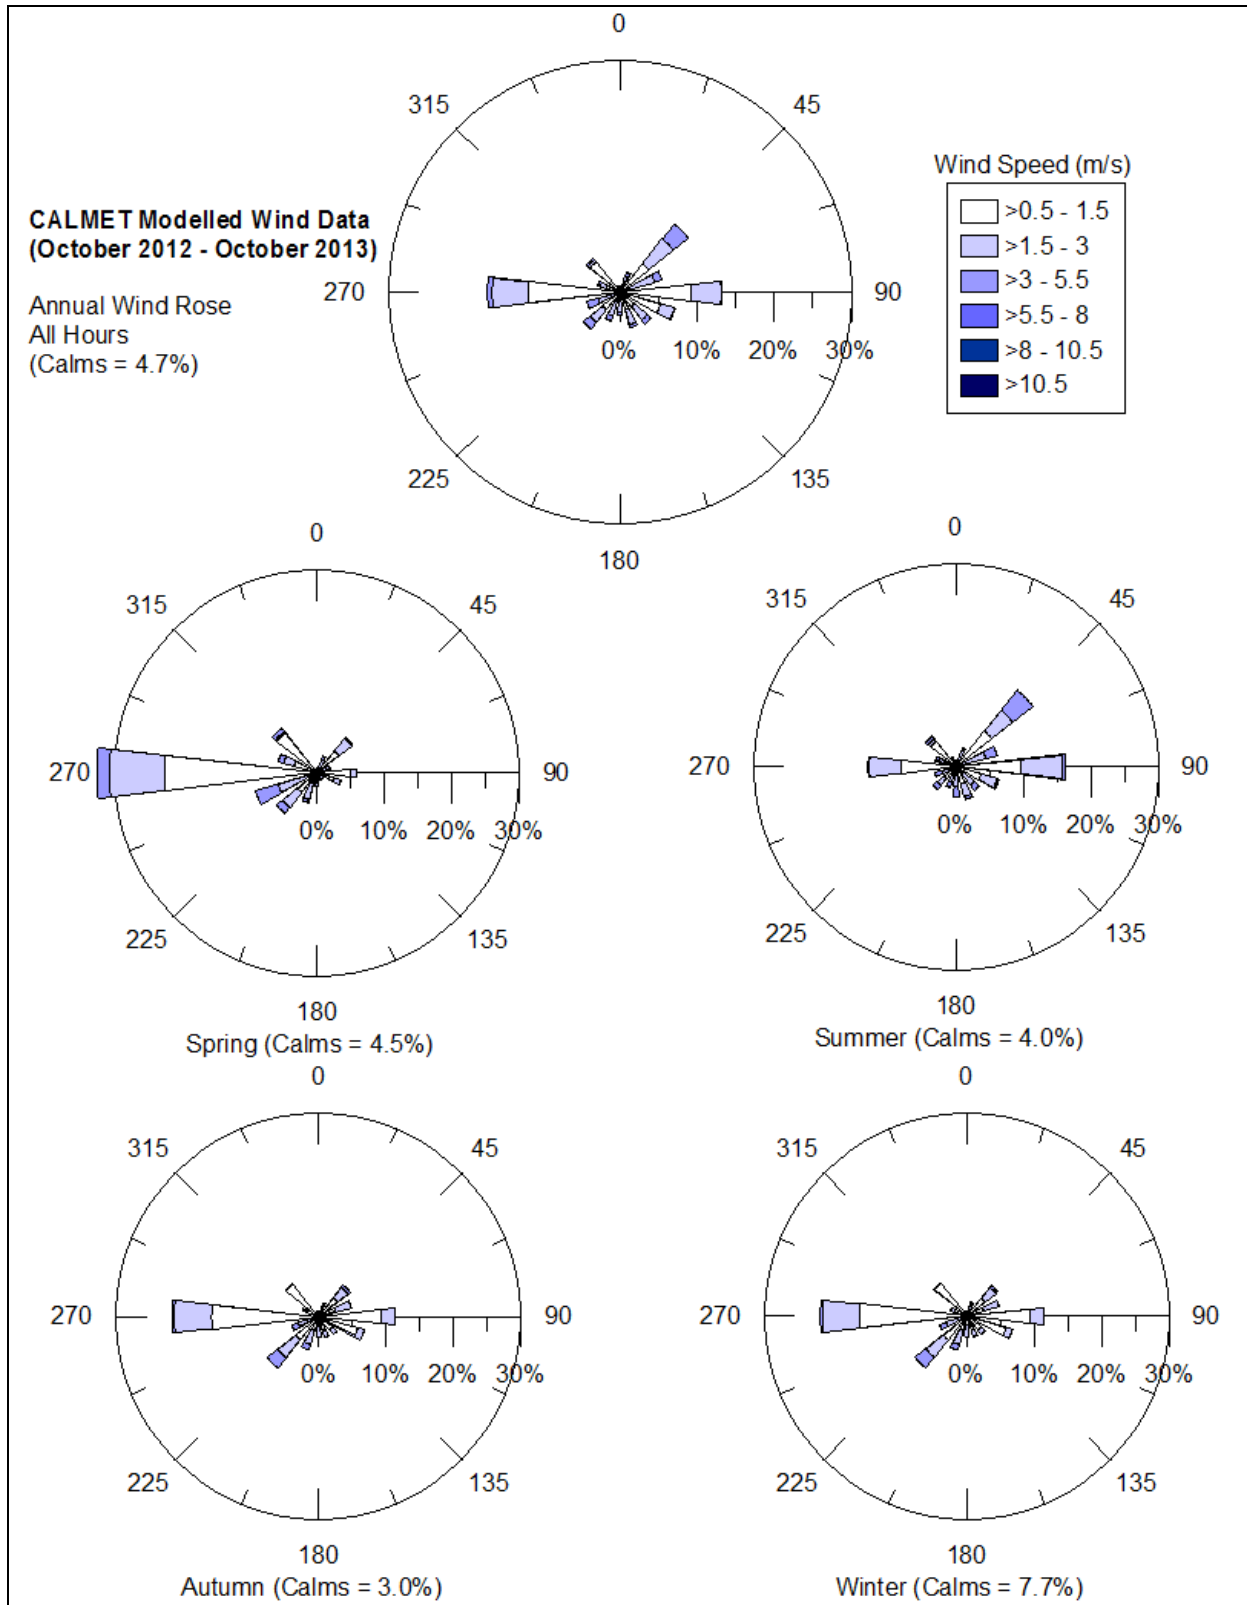 0
315
45
Wind Speed (m/s)
>0.5 - 1.5
>1.5 - 3
>3 - 5.5
>5.5 - 8
>8 - 10.5
>10.5
CALMET Modelled Wind Data
(October 2012 - October 2013)
Annual Wind Rose
All Hours
(Calms = 4.7%)
270
90
0% 10% 20% 30%
225
135
180
0
315
45
270
90
0% 10% 20% 30%
225
135
180
Spring (Calms = 4.5%)
0
315
45
270
90
0% 10% 20% 30%
225
135
180
Summer (Calms = 4.0%)
0
315
45
270
90
0% 10% 20% 30%
225
135
180
Autumn (Calms = 3.0%)
0
315
45
270
90
0% 10% 20% 30%
225
135
180
Winter (Calms = 7.7%)